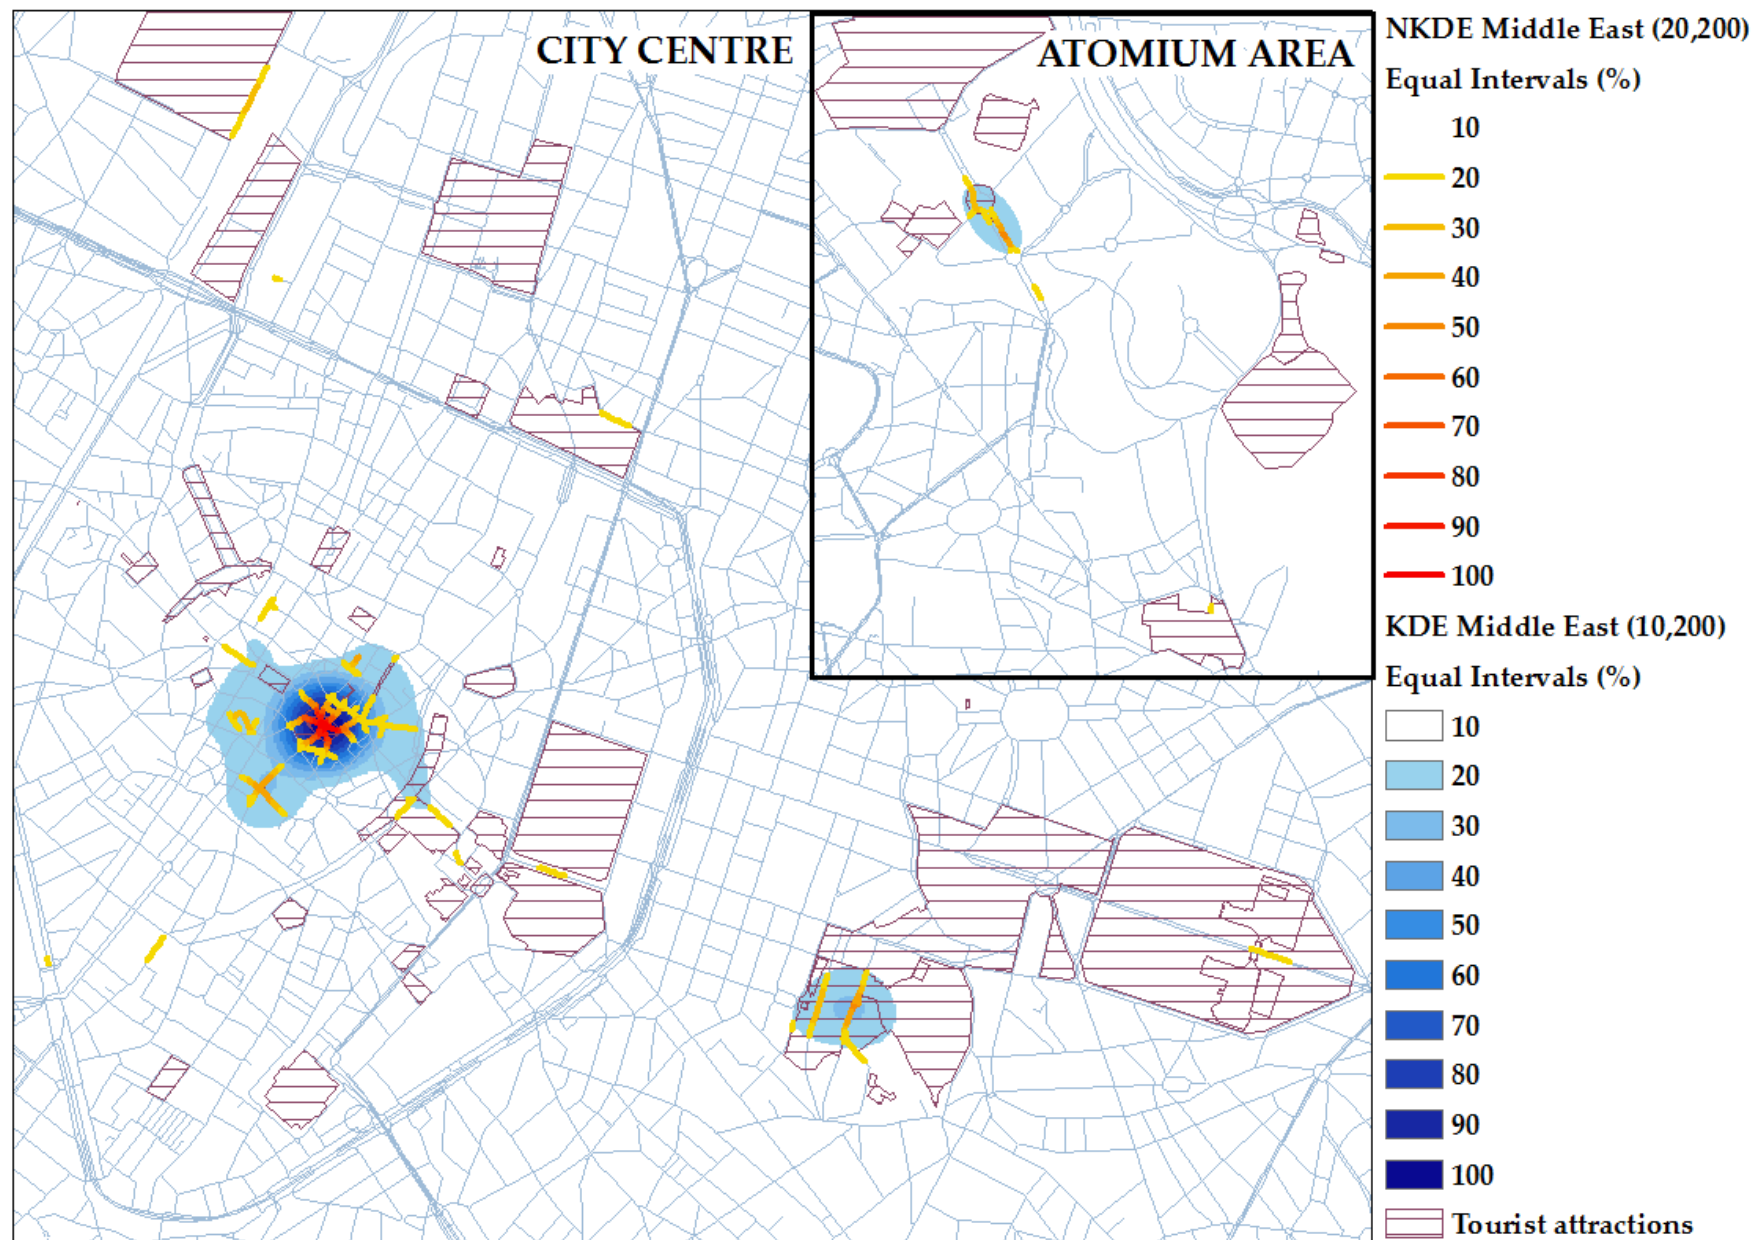 CITY CENTRE
ATOMIUM AREA
NKDE Middle East (20,200)
Equal Intervals (%)
10
20
30
40
50
60
70
80
90
100
KDE Middle East (10,200)
Equal Intervals (%)
10
20
30
40
50
60
70
80
90
100
Tourist attractions